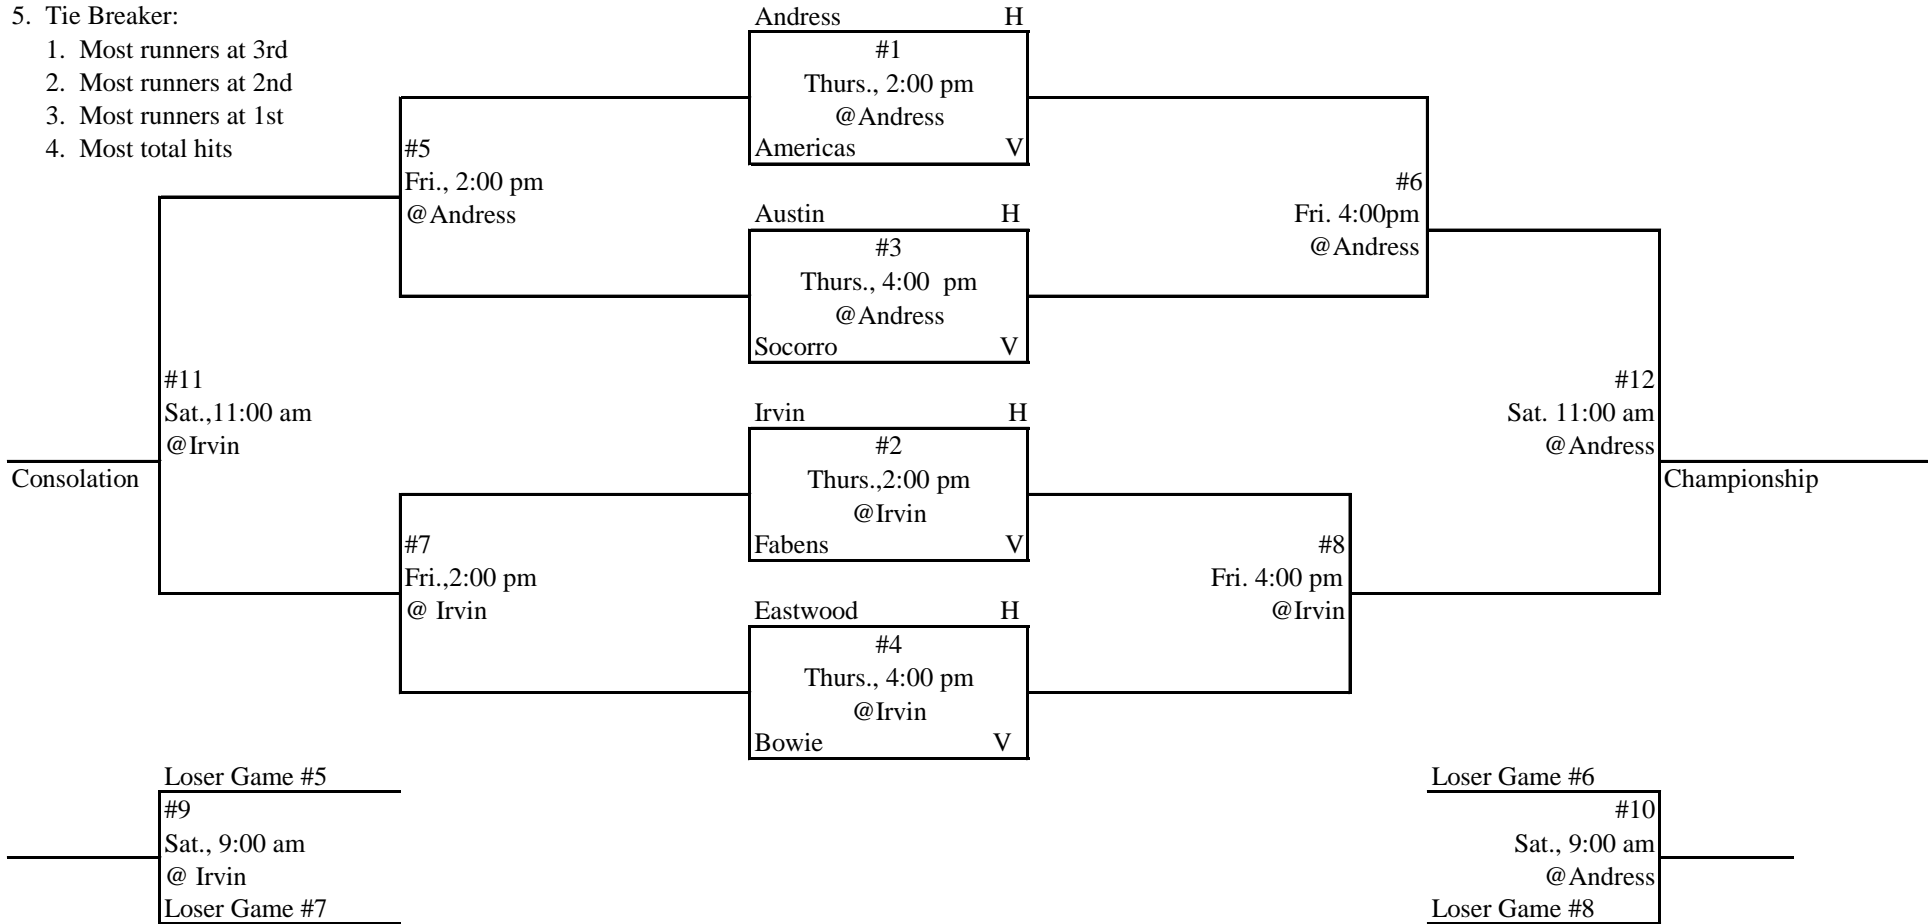 5. Tie Breaker:
1. Most runners at 3rd
2. Most runners at 2nd
3. Most runners at 1st
4. Most total hits
Andress H
#1
Thurs., 2:00 pm
@Andress
Americas V
#5
Fri., 2:00 pm
@Andress
Austin H
#3
Thurs., 4:00 pm
@Andress
Socorro V
#6
Fri. 4:00pm
@Andress
#11
Sat.,11:00 am
@Irvin
Consolation
Irvin H
#2
Thurs.,2:00 pm
@Irvin
Fabens V
#12
Sat. 11:00 am
@Andress
Championship
#7
Fri.,2:00 pm
@ Irvin
Eastwood H
#4
Thurs., 4:00 pm
@Irvin
Bowie V
#8
Fri. 4:00 pm
@Irvin
Loser Game #5
#9
Sat., 9:00 am
@ Irvin
Loser Game #7
Loser Game #6
#10
Sat., 9:00 am
@Andress
Loser Game #8